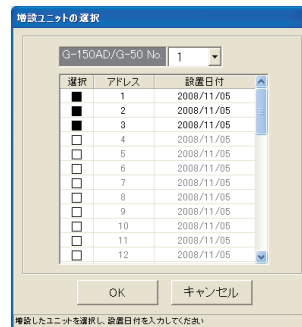 増設ユニットの選択
G-150AD/G-50 No. 1
選択 アドレス 設置日付
1 2008/11/05
2 2008/11/05
3 2008/11/05
4 2008/11/05
5 2008/11/05
6 2008/11/05
7 2008/11/05
8 2008/11/05
9 2008/11/05
10 2008/11/05
11 2008/11/05
12 2008/11/05
OK キャンセル
増設したユニットを選択し、設置日付を入力してください